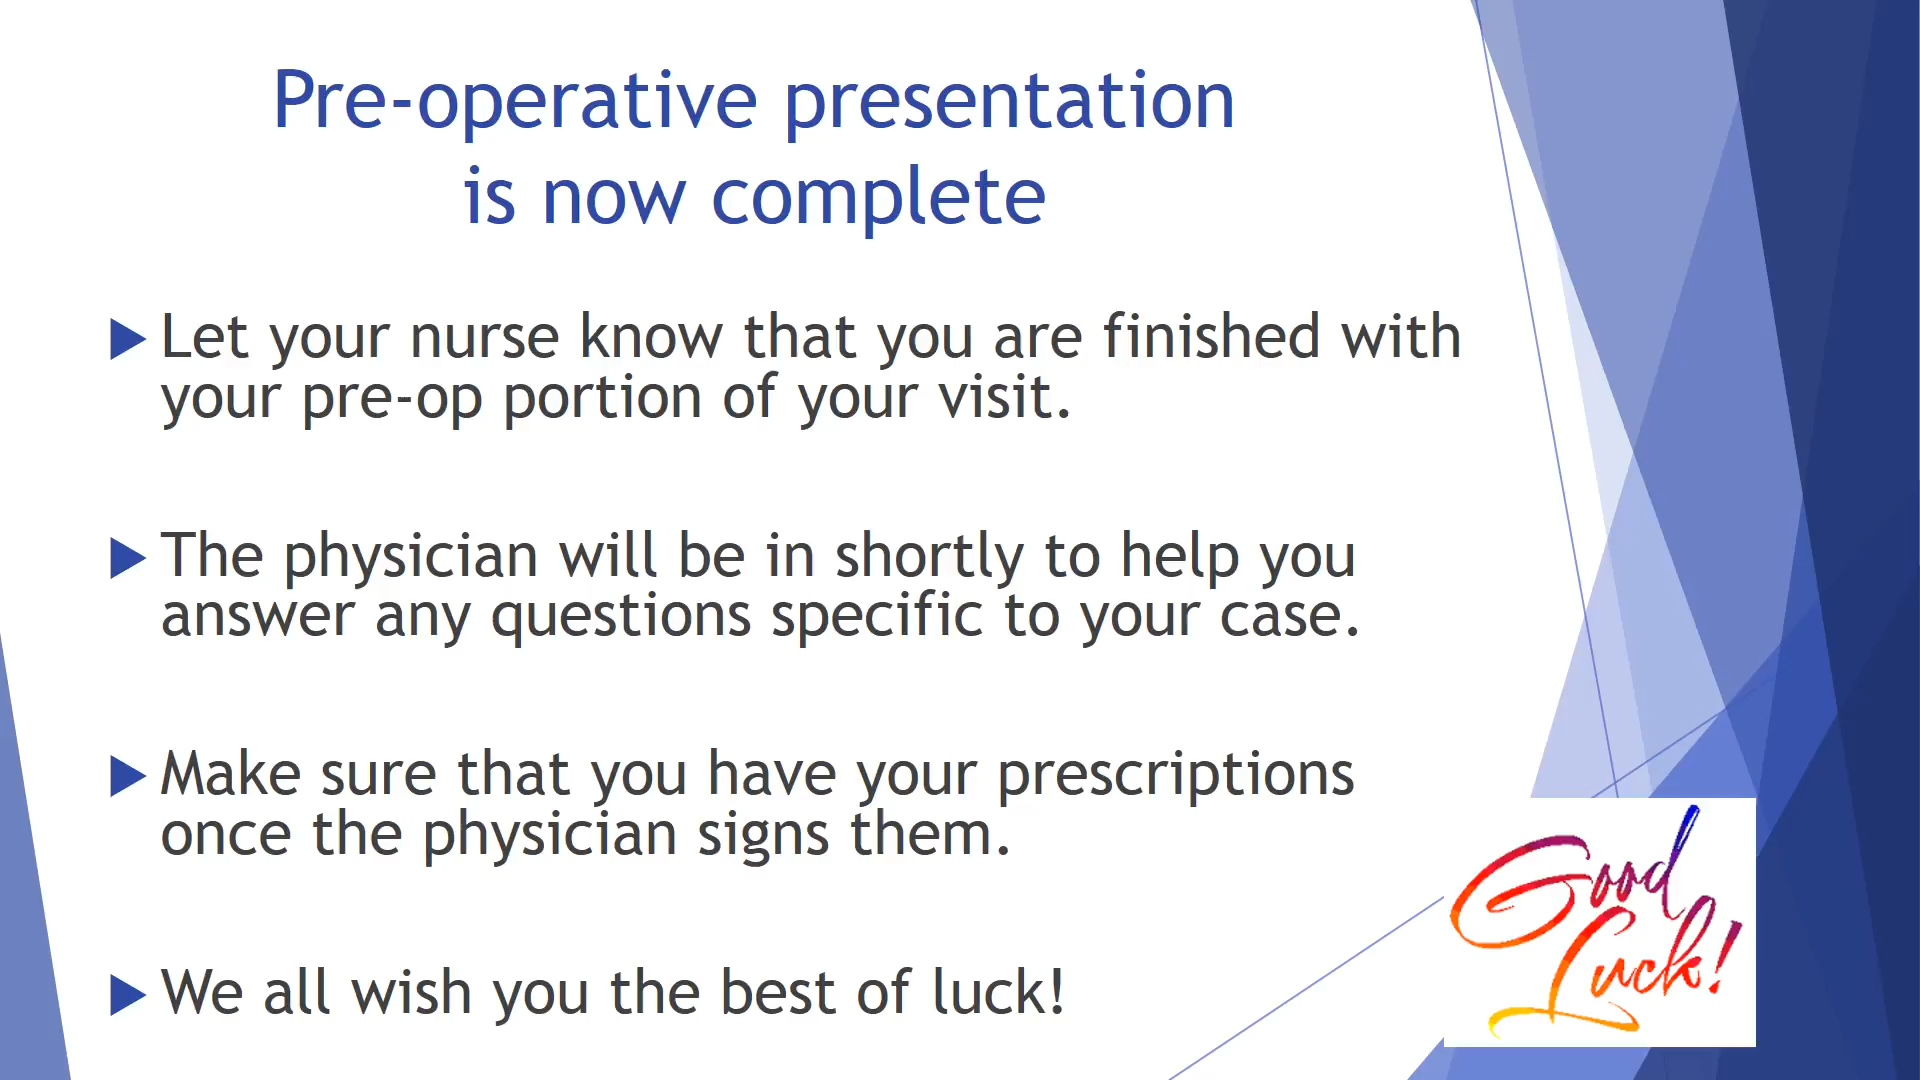 Pre-operative presentation
is now complete
Let your nurse know that you are finished with
your pre-op portion of your visit.
The physician will be in shortly to help you
answer any questions specific to your case.
Make sure that you have your prescriptions
once the physician signs them.
We all wish you the best of luck!
Good
Luck!